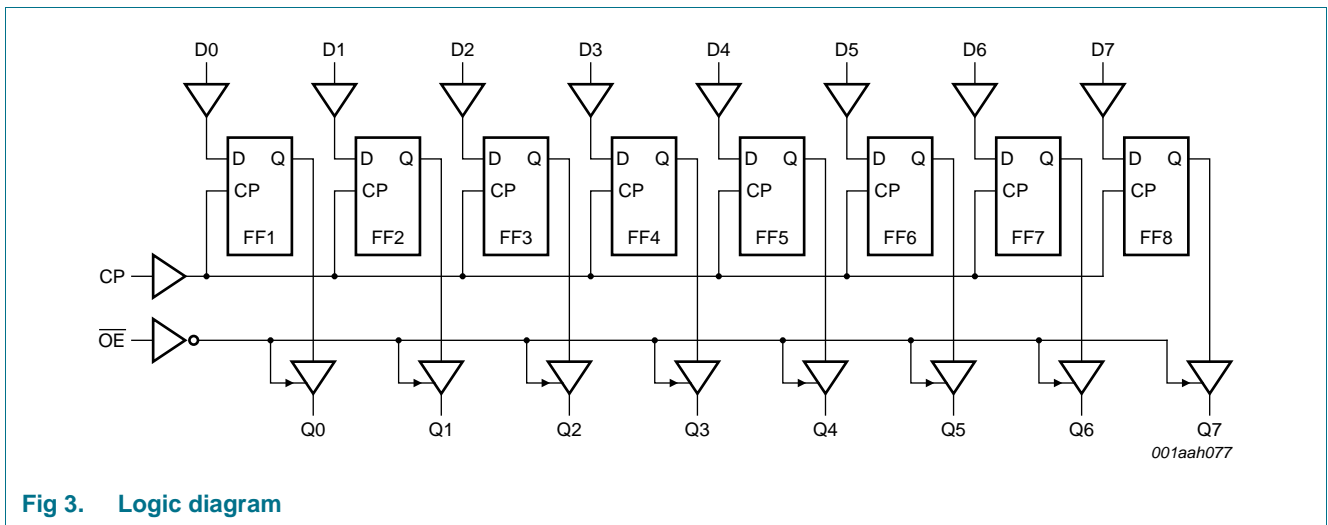 D0 D1 D2 D3 D4 D5 D6 D7
D Q D Q D Q D Q D Q D Q D Q D Q
CP CP CP CP CP CP CP CP
FF1 FF2 FF3 FF4 FF5 FF6 FF7 FF8
CP
O̅E̅
Q0 Q1 Q2 Q3 Q4 Q5 Q6 Q7
001aah077
Fig 3. Logic diagram